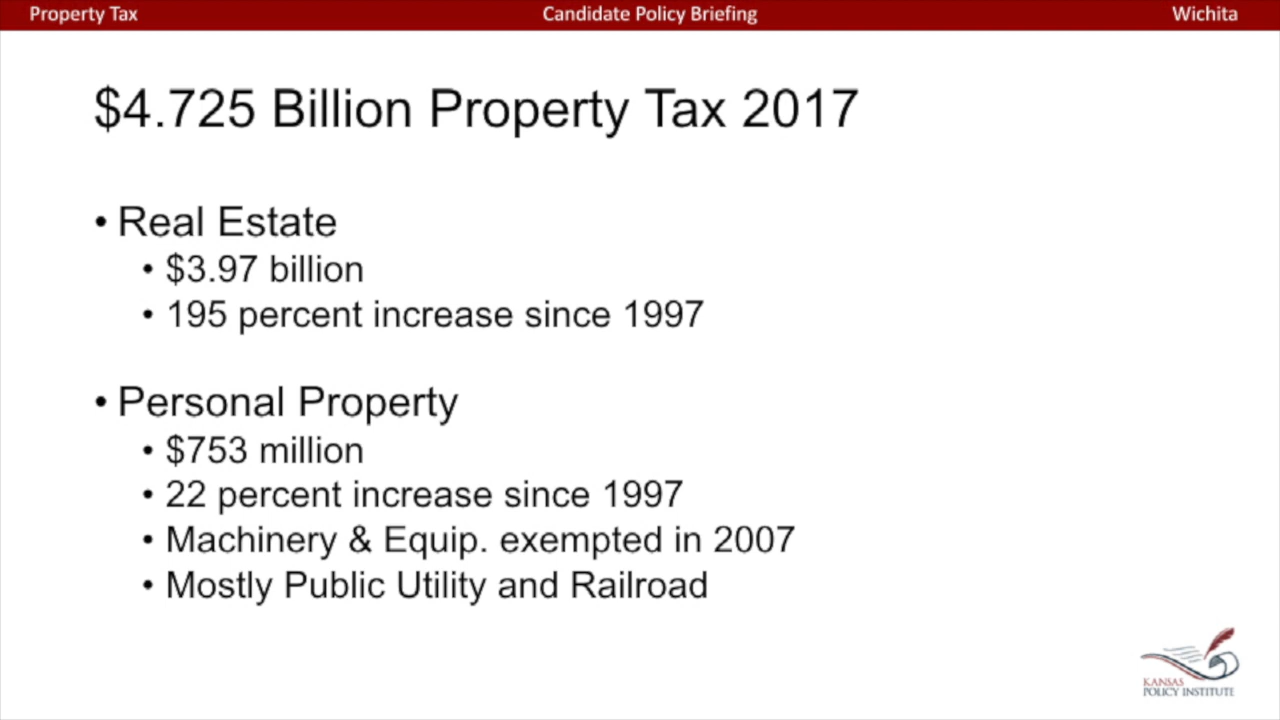 Property Tax
Candidate Policy Briefing
Wichita
$4.725 Billion Property Tax 2017
• Real Estate
• $3.97 billion
• 195 percent increase since 1997
• Personal Property
• $753 million
• 22 percent increase since 1997
• Machinery & Equip. exempted in 2007
• Mostly Public Utility and Railroad
KANSAS
POLICY INSTITUTE